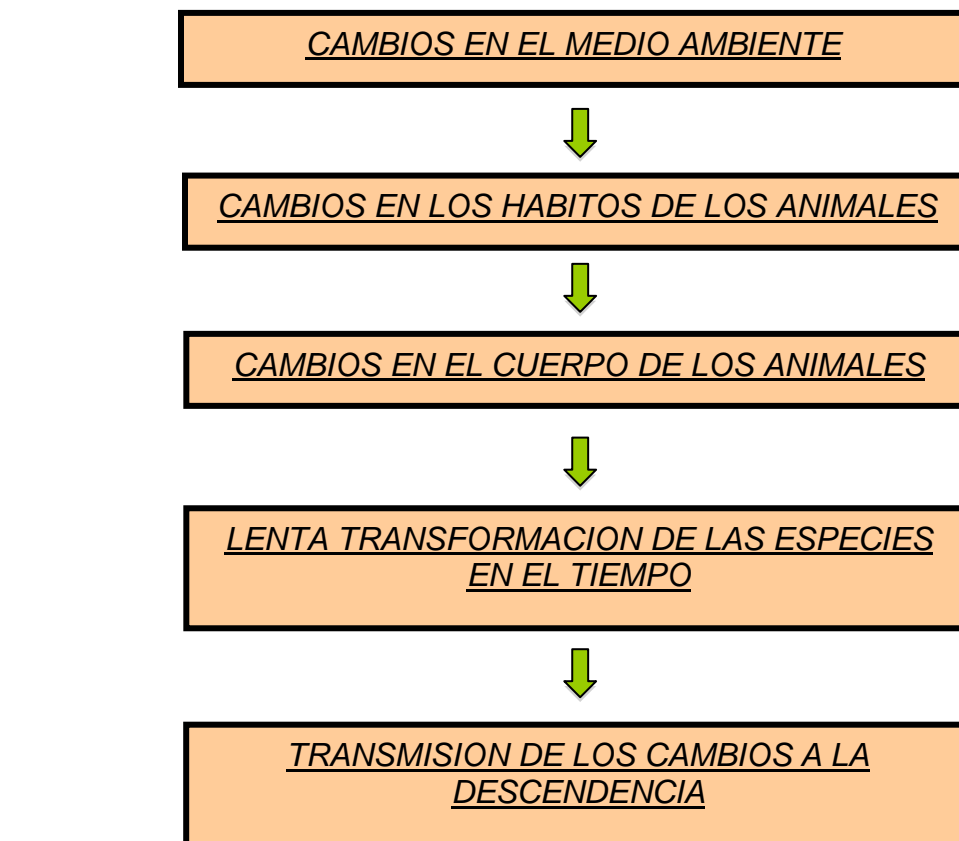 CAMBIOS EN EL MEDIO AMBIENTE
CAMBIOS EN LOS HABITOS DE LOS ANIMALES
CAMBIOS EN EL CUERPO DE LOS ANIMALES
LENTA TRANSFORMACION DE LAS ESPECIES
EN EL TIEMPO
TRANSMISION DE LOS CAMBIOS A LA
DESCENDENCIA